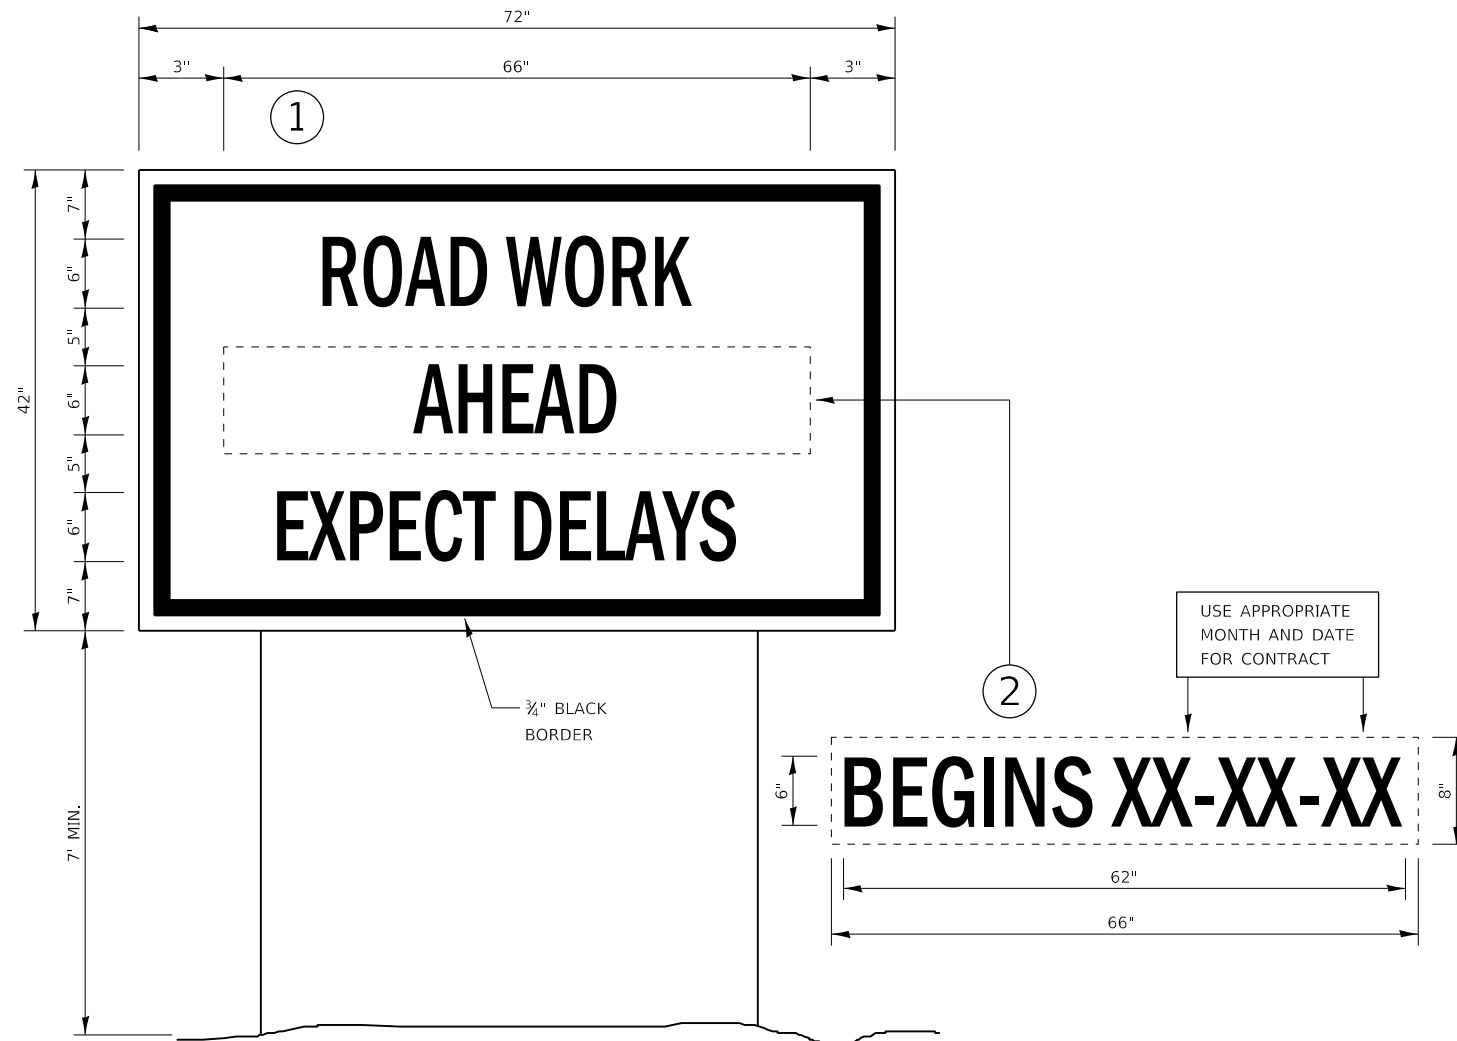 72"
3" 66" 3"
1
7"
6"
5"
6"
5"
6"
7"
42"
ROAD WORK
AHEAD
EXPECT DELAYS
¾" BLACK
BORDER
7' MIN.
2
USE APPROPRIATE
MONTH AND DATE
FOR CONTRACT
6"
BEGINS XX-XX-XX
8"
62"
66"